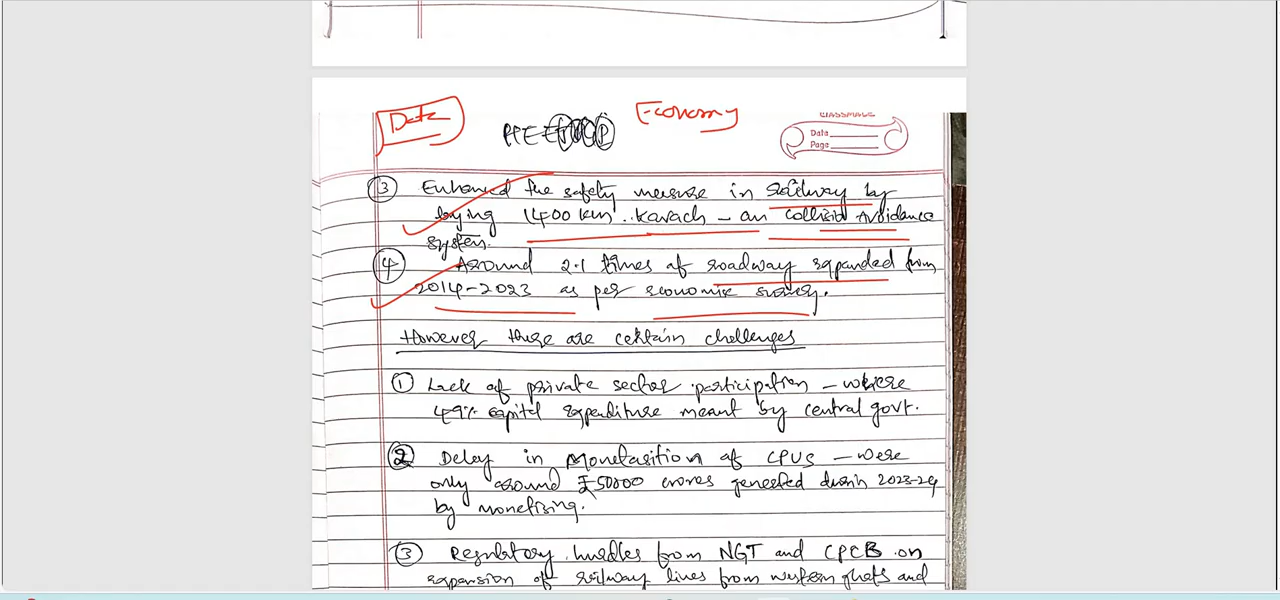 Data
Economy
CLASSMATE
Date
Page
③ Enhanced the safety measure in railway by
laying 1400 km.. Kavach - an Collision Avoidance
system.
④ Around 2.1 times of roadway expanded from
2014-2023 as per economic survey.
However there are certain challenges
① Lack of private sector participation - where
49% capital expenditure meant by central govt.
② Delay in Monetasition of CPUs - were
only around ₹50000 crores generated durin 2023-24
by monetising.
③ Regulatory hurdles from NGT and CPCB on
expansion of railway lines from western ghats and